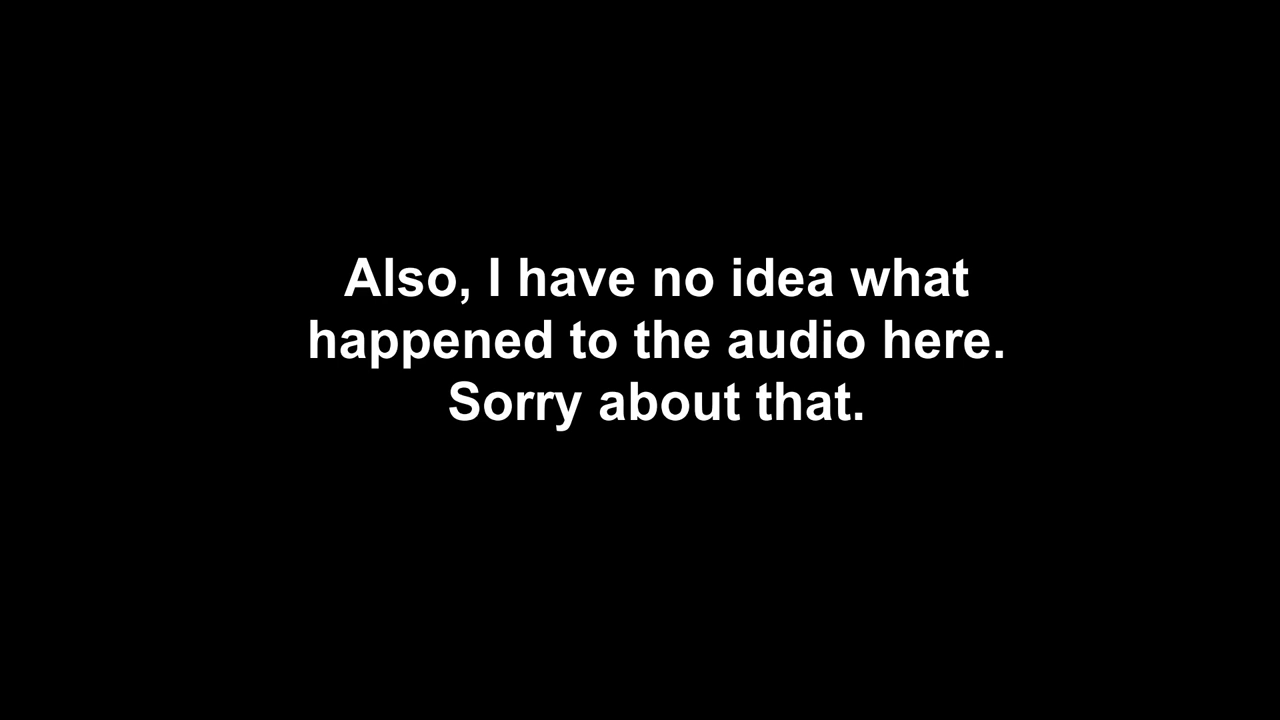 Also, I have no idea what
happened to the audio here.
Sorry about that.